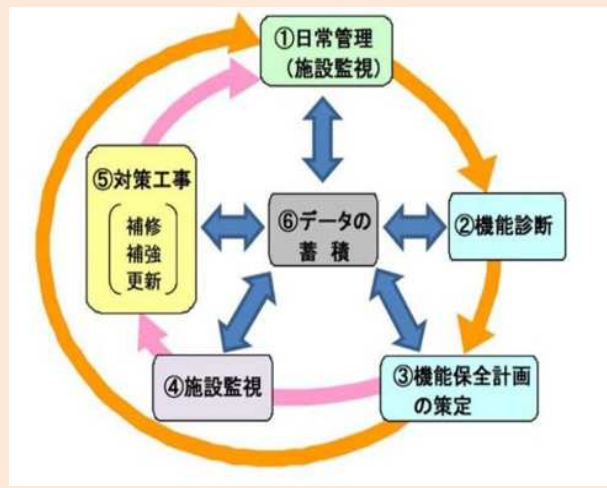 ①日常管理
（施設監視）
②機能診断
③機能保全計画
の策定
④施設監視
⑤対策工事
補修
補強
更新
⑥データの
蓄 積